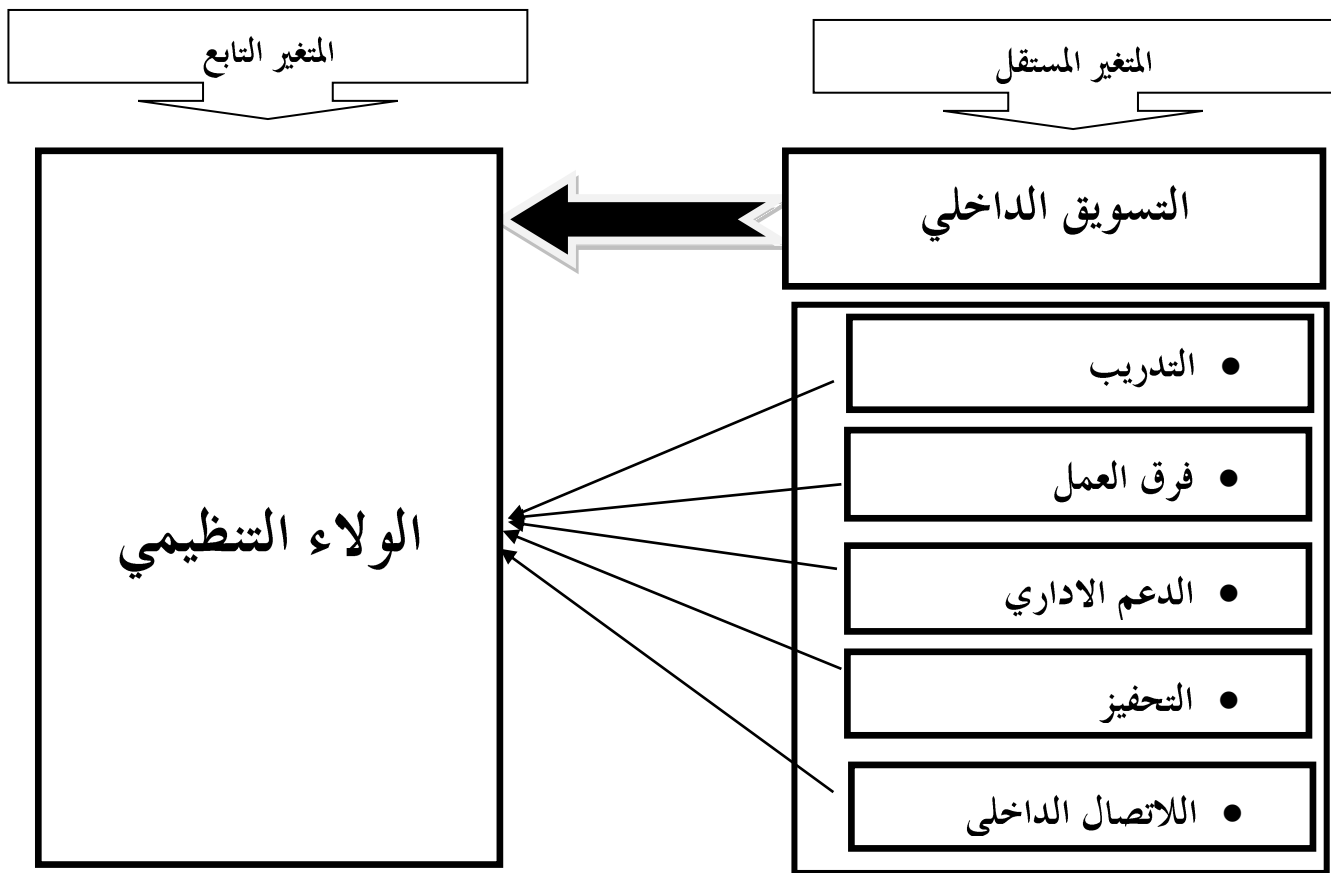 المتغير المستقل
المتغير التابع
التسويق الداخلي
• التدريب
• فرق العمل
• الدعم الاداري
• التحفيز
• اللاتصال الداخلى
الولاء التنظيمي